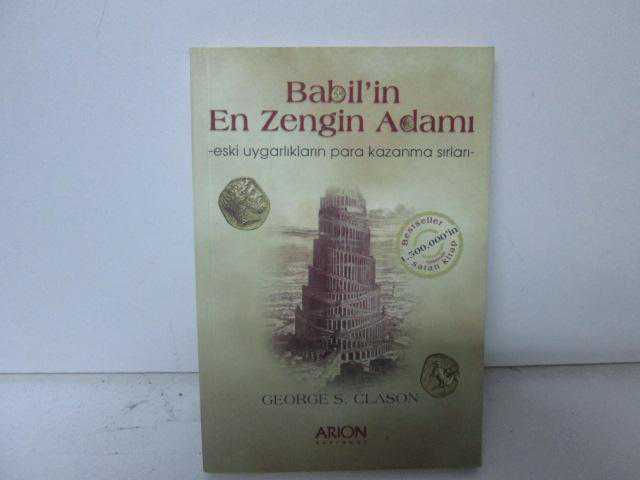 Babil'in
En Zengin Adamı
-eski uygarlıkların para kazanma sırları-
Bestseller
1.500.000'in
satan kitap
GEORGE S. CLASON
ARION